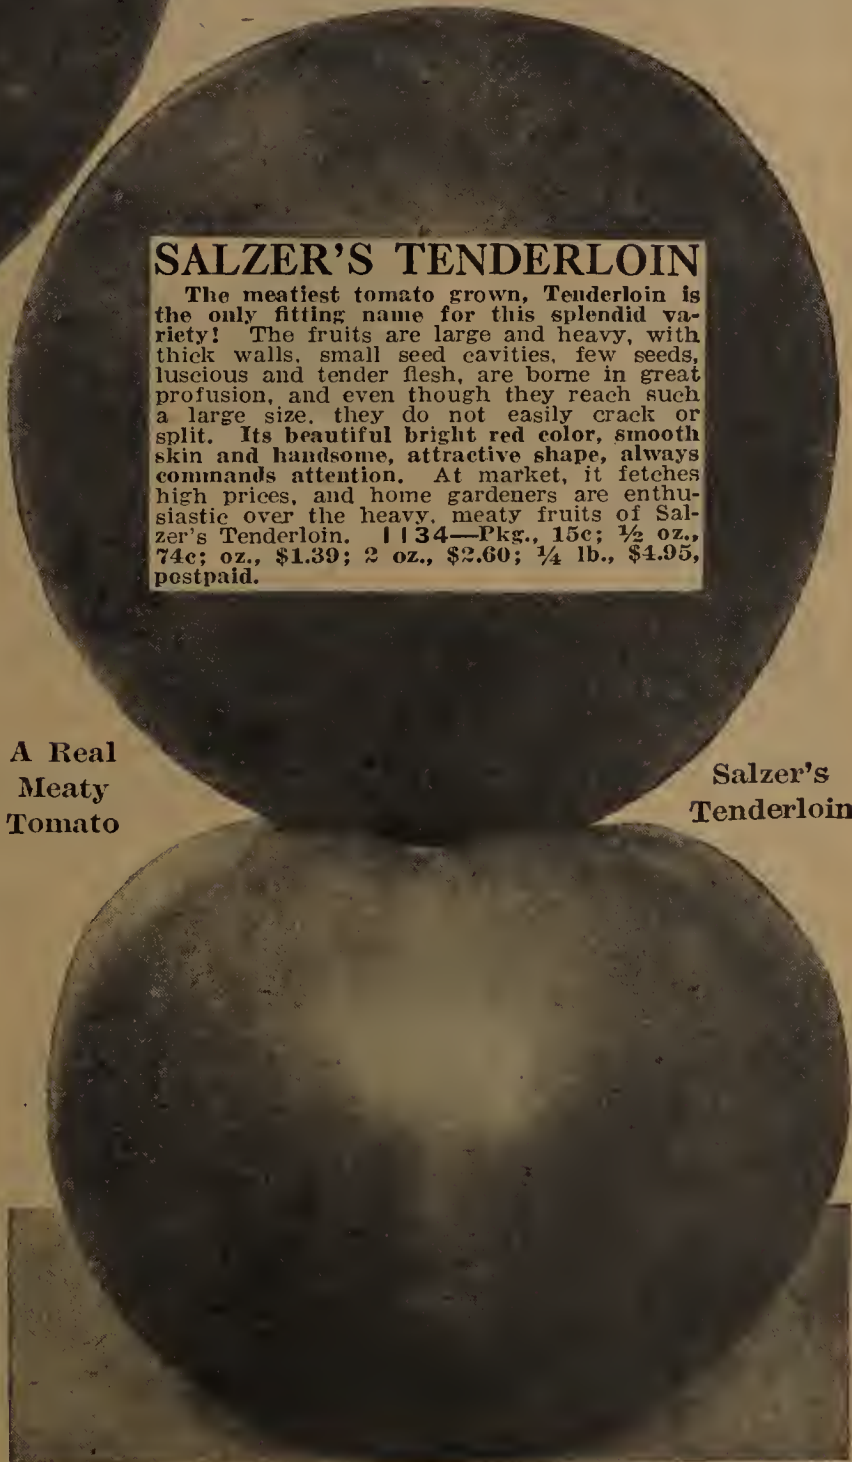 SALZER'S TENDERLOIN
The meatiest tomato grown, Tenderloin is
the only fitting name for this splendid va-
riety! The fruits are large and heavy, with
thick walls, small seed cavities, few seeds,
luscious and tender flesh, are borne in great
profusion, and even though they reach such
a large size, they do not easily crack or
split. Its beautiful bright red color, smooth
skin and handsome, attractive shape, always
commands attention. At market, it fetches
high prices, and home gardeners are enthu-
siastic over the heavy, meaty fruits of Sal-
zer's Tenderloin. 1134—Pkg., 15c; ½ oz.,
74c; oz., $1.39; 2 oz., $2.60; ¼ lb., $4.95,
postpaid.
A Real
Meaty
Tomato
Salzer's
Tenderloin